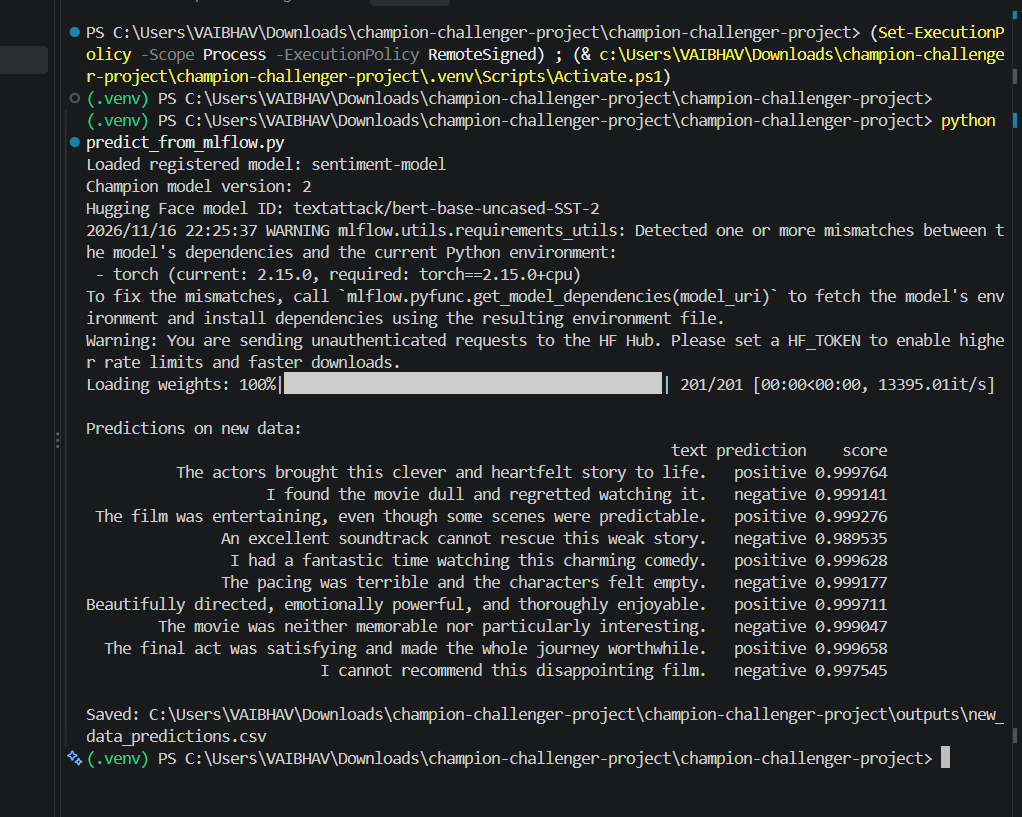 PS C:\Users\VAIBHAV\Downloads\champion-challenger-project\champion-challenger-project> (Set-ExecutionP
olicy -Scope Process -ExecutionPolicy RemoteSigned) ; (& c:\Users\VAIBHAV\Downloads\champion-challenge
r-project\champion-challenger-project\.venv\Scripts\Activate.ps1)
(.venv) PS C:\Users\VAIBHAV\Downloads\champion-challenger-project\champion-challenger-project>
(.venv) PS C:\Users\VAIBHAV\Downloads\champion-challenger-project\champion-challenger-project> python
predict_from_mlflow.py
Loaded registered model: sentiment-model
Champion model version: 2
Hugging Face model ID: textattack/bert-base-uncased-SST-2
2026/11/16 22:25:37 WARNING mlflow.utils.requirements_utils: Detected one or more mismatches between t
he model's dependencies and the current Python environment:
 - torch (current: 2.15.0, required: torch==2.15.0+cpu)
To fix the mismatches, call `mlflow.pyfunc.get_model_dependencies(model_uri)` to fetch the model's env
ironment and install dependencies using the resulting environment file.
Warning: You are sending unauthenticated requests to the HF Hub. Please set a HF_TOKEN to enable highe
r rate limits and faster downloads.
Loading weights: 100%| | 201/201 [00:00<00:00, 13395.01it/s]
Predictions on new data:
text prediction score
The actors brought this clever and heartfelt story to life. positive 0.999764
I found the movie dull and regretted watching it. negative 0.999141
The film was entertaining, even though some scenes were predictable. positive 0.999276
An excellent soundtrack cannot rescue this weak story. negative 0.989535
I had a fantastic time watching this charming comedy. positive 0.999628
The pacing was terrible and the characters felt empty. negative 0.999177
Beautifully directed, emotionally powerful, and thoroughly enjoyable. positive 0.999711
The movie was neither memorable nor particularly interesting. negative 0.999047
The final act was satisfying and made the whole journey worthwhile. positive 0.999658
I cannot recommend this disappointing film. negative 0.997545
Saved: C:\Users\VAIBHAV\Downloads\champion-challenger-project\champion-challenger-project\outputs\new_
data_predictions.csv
(.venv) PS C:\Users\VAIBHAV\Downloads\champion-challenger-project\champion-challenger-project>